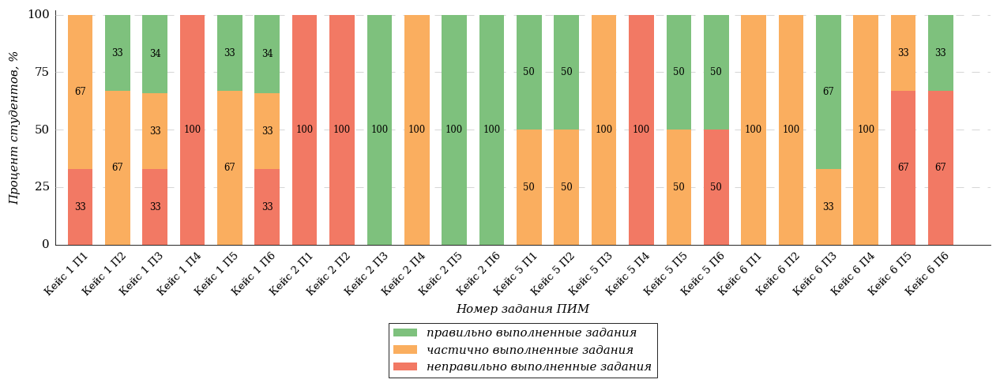 100
75
50
25
0
Процент студентов, %
67
33
33
67
34
33
33
100
33
67
34
33
33
100
100
100
100
100
100
50
50
50
50
100
100
50
50
50
50
100
100
67
33
100
33
67
33
67
Кейс 1 П1
Кейс 1 П2
Кейс 1 П3
Кейс 1 П4
Кейс 1 П5
Кейс 1 П6
Кейс 2 П1
Кейс 2 П2
Кейс 2 П3
Кейс 2 П4
Кейс 2 П5
Кейс 2 П6
Кейс 5 П1
Кейс 5 П2
Кейс 5 П3
Кейс 5 П4
Кейс 5 П5
Кейс 5 П6
Кейс 6 П1
Кейс 6 П2
Кейс 6 П3
Кейс 6 П4
Кейс 6 П5
Кейс 6 П6
Номер задания ПИМ
правильно выполненные задания
частично выполненные задания
неправильно выполненные задания